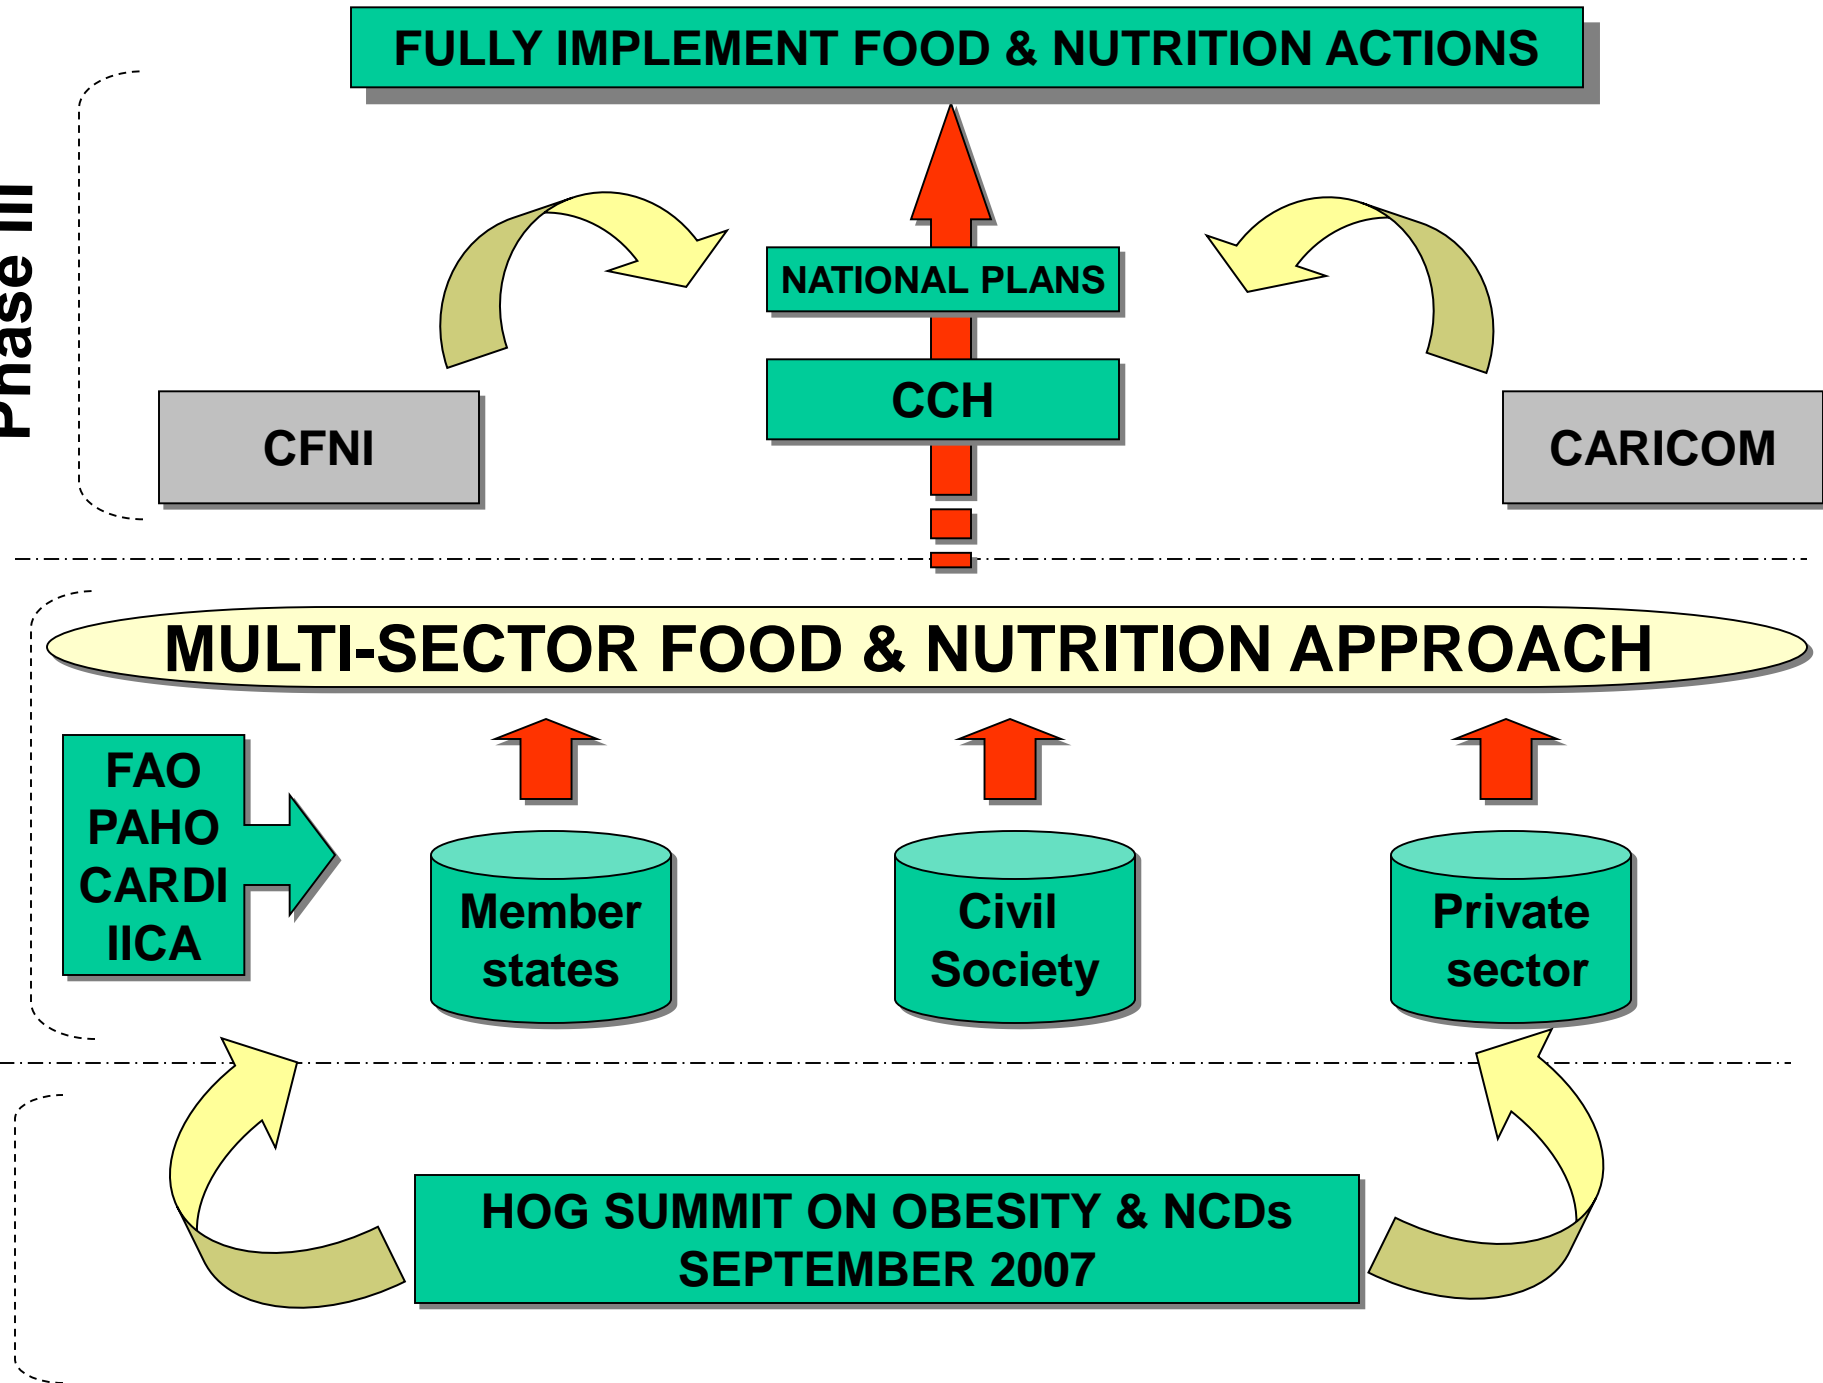 FULLY IMPLEMENT FOOD & NUTRITION ACTIONS
Phase III
NATIONAL PLANS
CCH
CFNI
CARICOM
MULTI-SECTOR FOOD & NUTRITION APPROACH
FAO
PAHO
CARDI
IICA
Member
states
Civil
Society
Private
sector
HOG SUMMIT ON OBESITY & NCDs
SEPTEMBER 2007